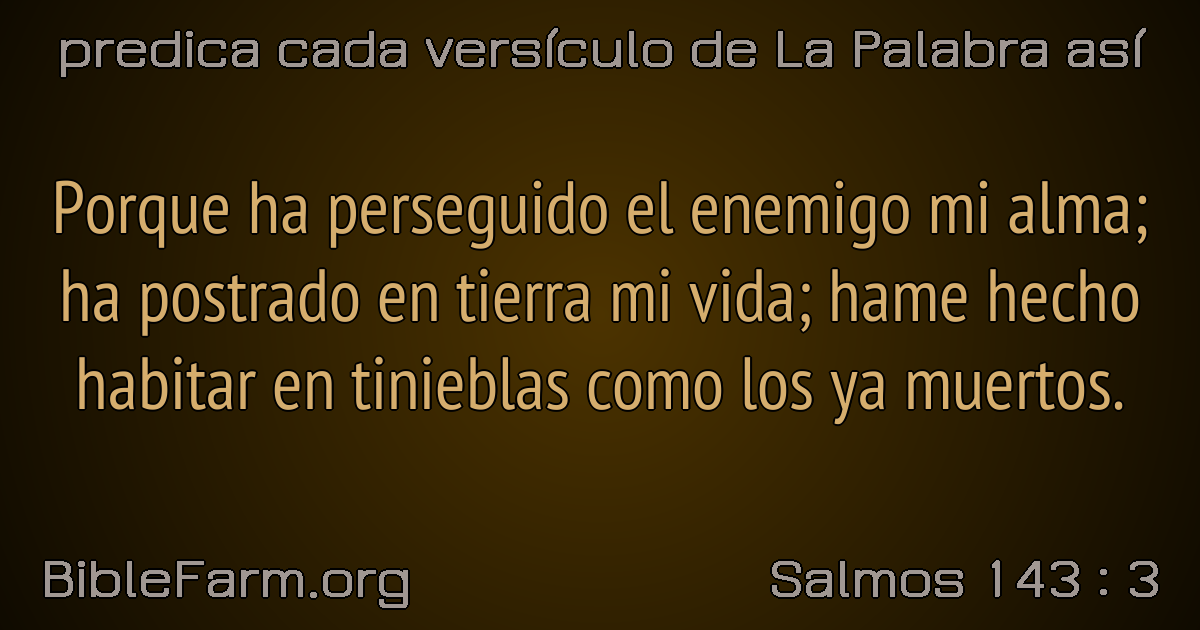 predica cada versículo de La Palabra así
Porque ha perseguido el enemigo mi alma;
ha postrado en tierra mi vida; hame hecho
habitar en tinieblas como los ya muertos.
BibleFarm.org
Salmos 143 : 3